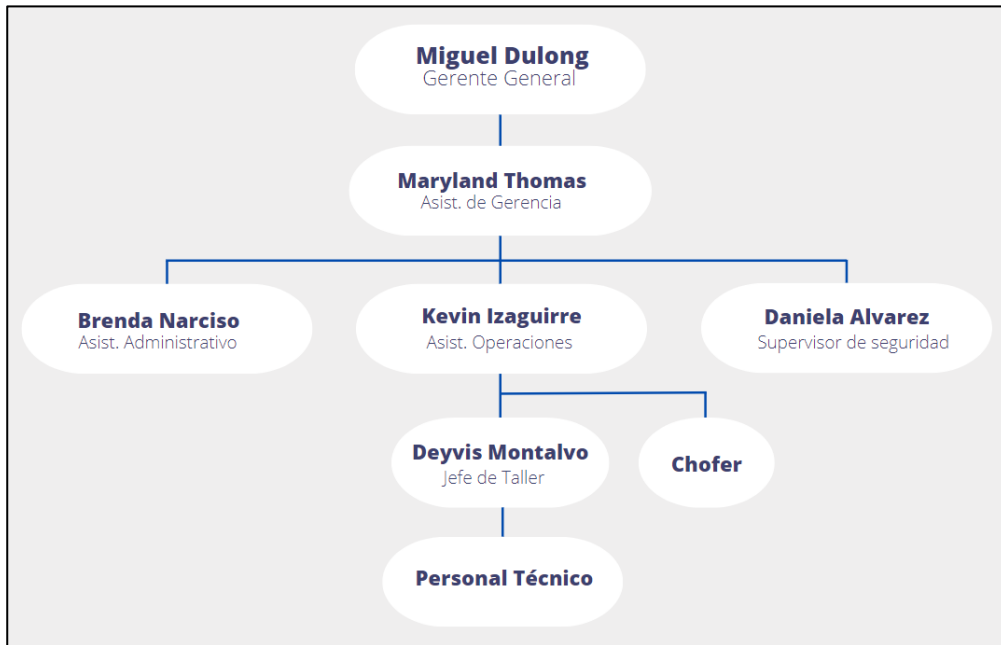 Miguel Dulong
Gerente General
Maryland Thomas
Asist. de Gerencia
Brenda Narciso
Asist. Administrativo
Kevin Izaguirre
Asist. Operaciones
Daniela Alvarez
Supervisor de seguridad
Deyvis Montalvo
Jefe de Taller
Chofer
Personal Técnico